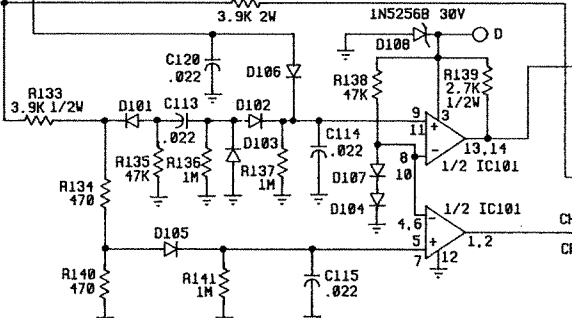 3.9K 2W
1N5256B 30V
D108
D
C120
.022
D106
R138
47K
R139
2.7K
1/2W
3
R133
3.9K 1/2W
D101
C113
.022
D102
9
11
+
−
8
10
13,14
1/2 IC101
R135
47K
R136
1M
D103
R137
1M
C114
.022
D107
D104
R134
470
1/2 IC101
4,6
−
+
5
7
1,2
12
D105
R140
470
R141
1M
C115
.022